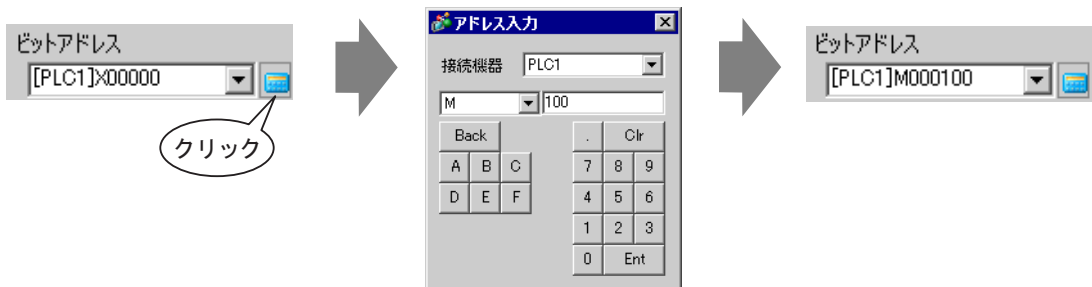 ビットアドレス
[PLC1]X00000
クリック
アドレス入力
接続機器 PLC1
M 100
Back . Clr
A B C 7 8 9
D E F 4 5 6
1 2 3
0 Ent
ビットアドレス
[PLC1]M000100